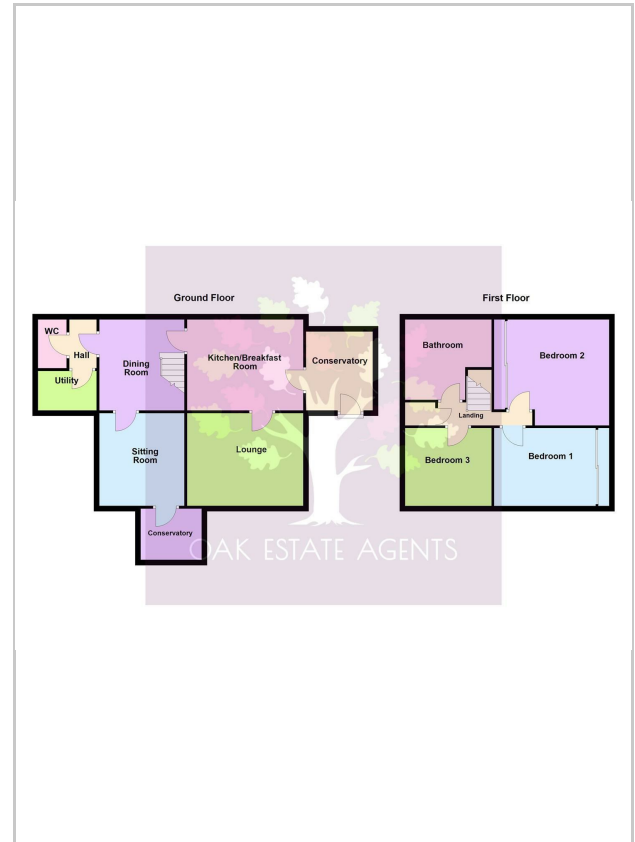 Ground Floor
First Floor
WC
Hall
Utility
Dining
Room
Kitchen/Breakfast
Room
Conservatory
Sitting
Room
Lounge
Conservatory
Bathroom
Bedroom 2
Landing
Bedroom 3
Bedroom 1
OAK ESTATE AGENTS